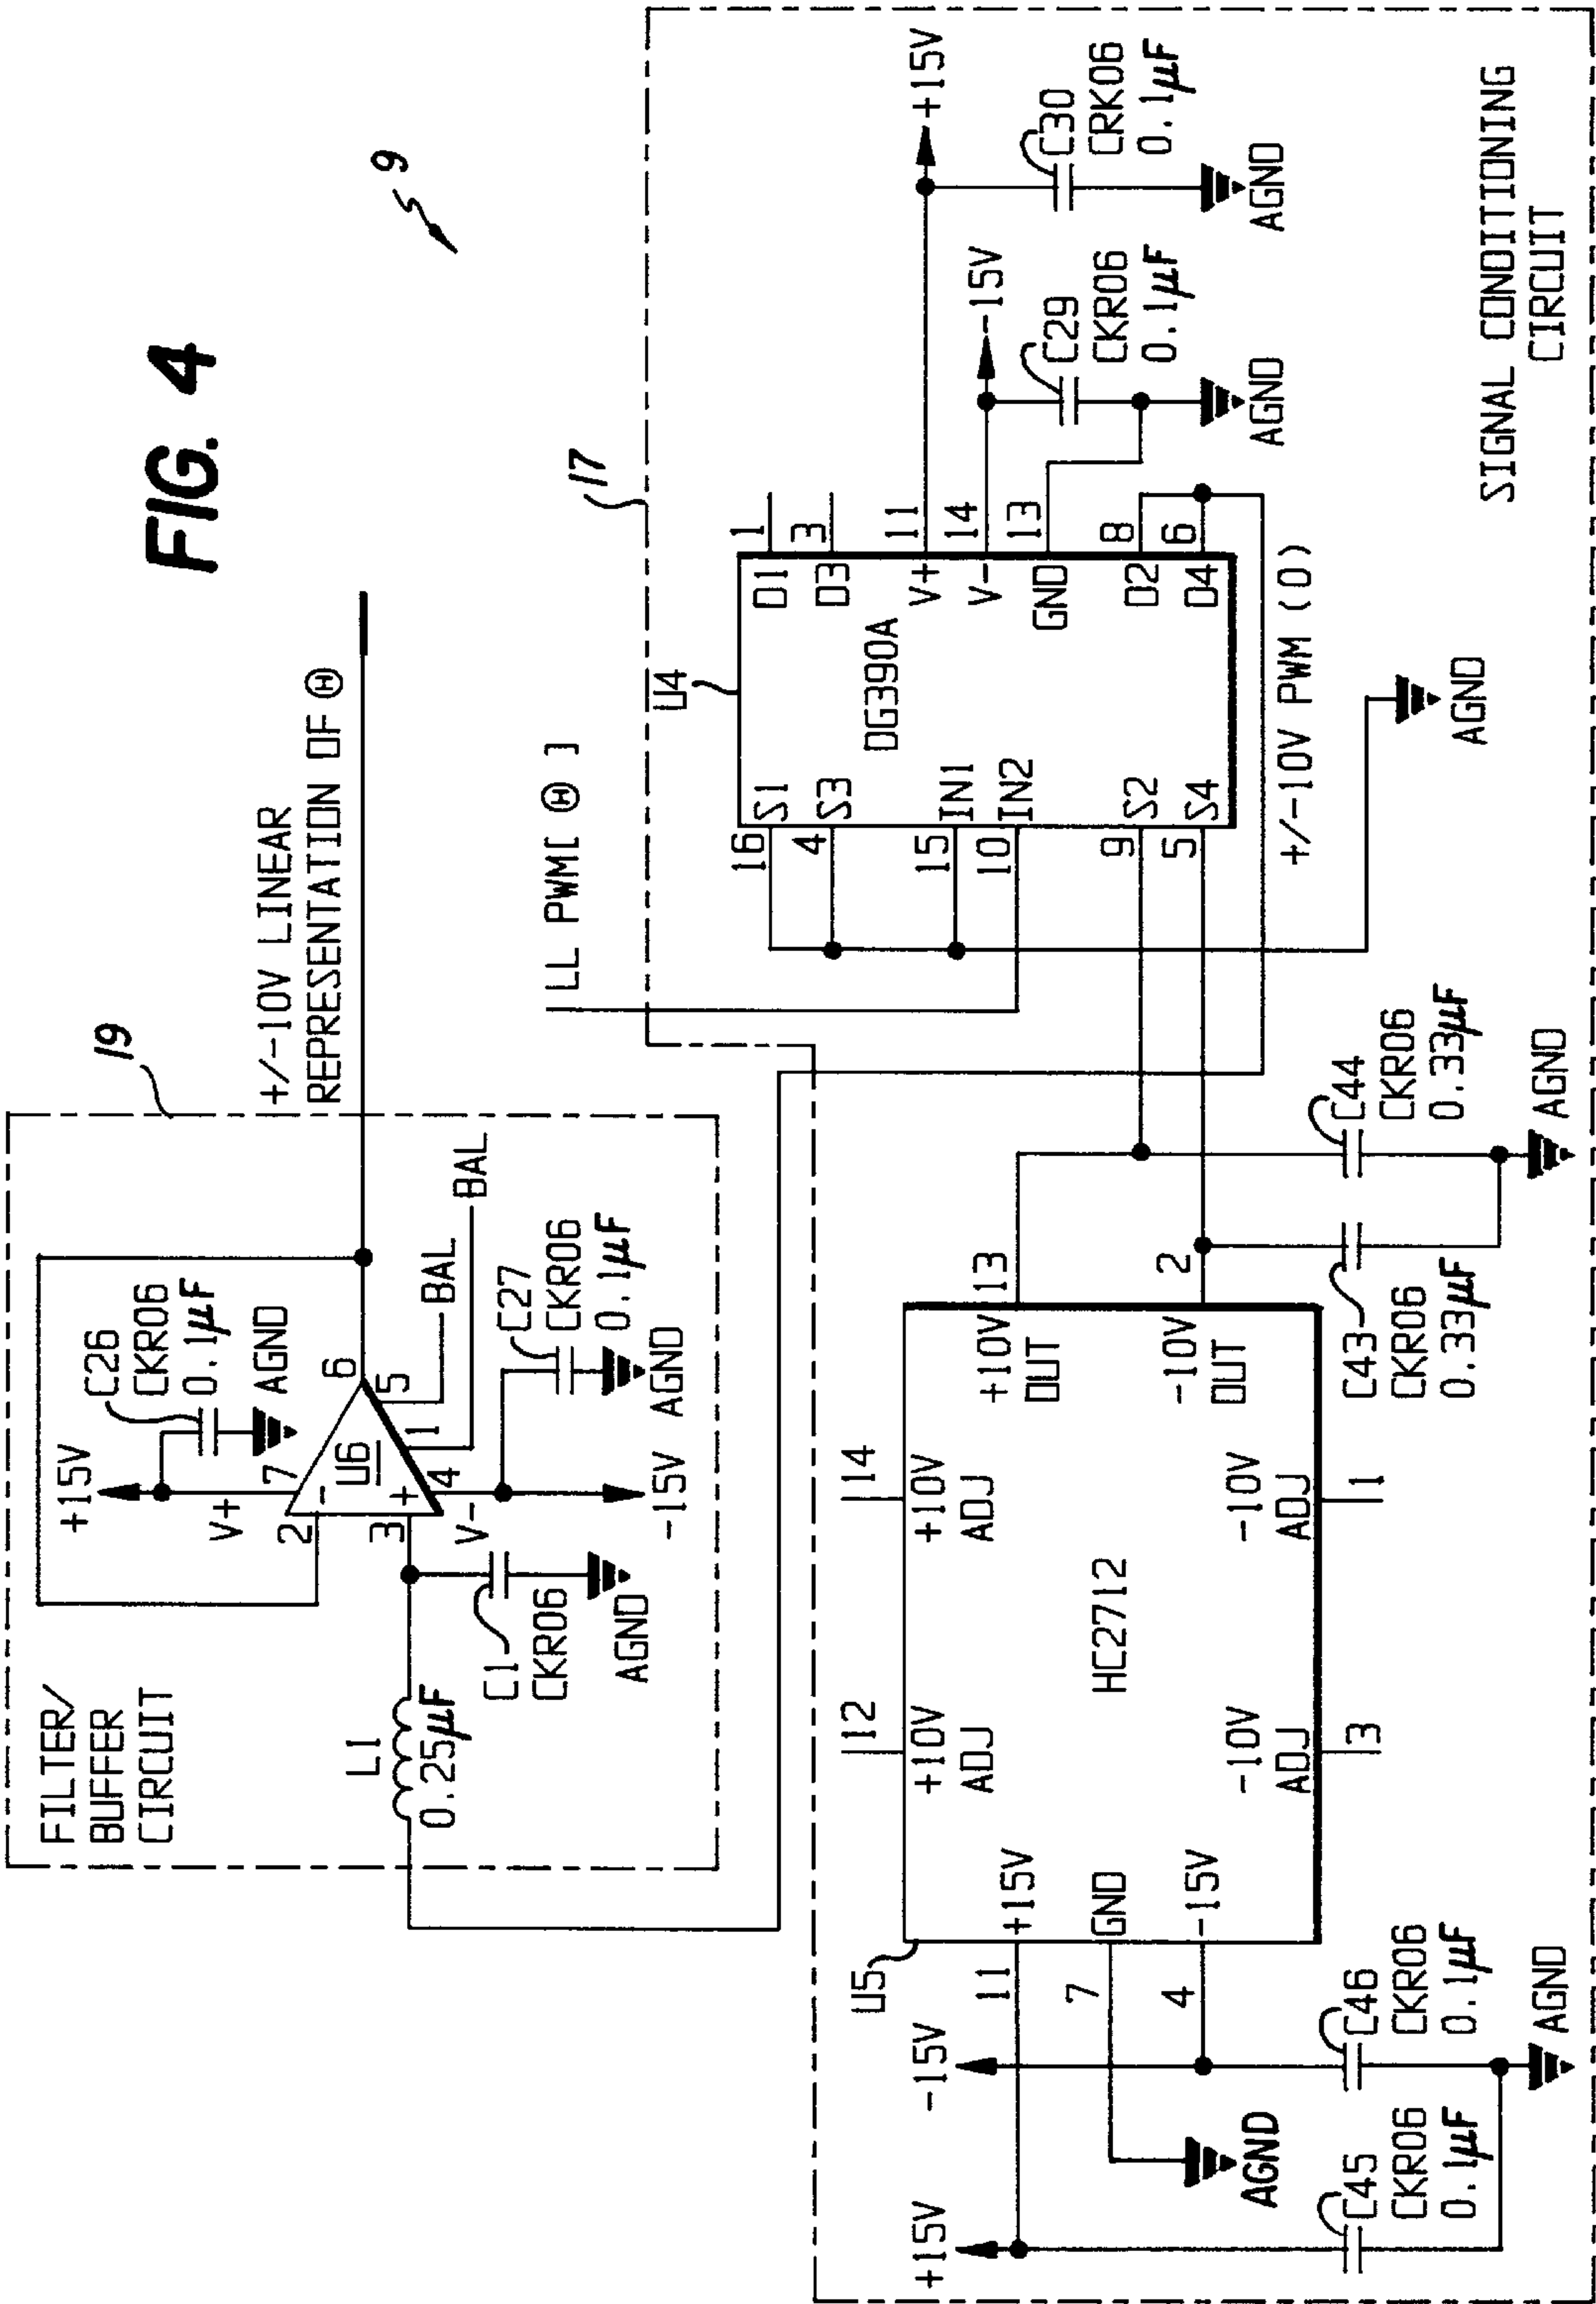 FIG. 4
9
19
FILTER/
BUFFER
CIRCUIT
+15V
C26
CKR06
0.1µF
AGND
V+
7
2
-
U6
6
+/-10V LINEAR
REPRESENTATION OF Θ
3
+
5
BAL
1
BAL
4
V-
L1
0.25µF
C1
CKR06
AGND
-15V
C27
CKR06
0.1µF
AGND
17
LL PWM[ Θ ]
U4
DG390A
16
S1
4
S3
15
IN1
10
IN2
9
S2
5
S4
D1
1
D3
3
V+
11
V-
14
GND
13
D2
8
D4
6
+15V
C30
CRK06
0.1µF
AGND
-15V
C29
CKR06
0.1µF
AGND
+/-10V PWM (O)
AGND
U5
HC2712
12
+10V
ADJ
14
+10V
ADJ
+15V
11
GND
7
-15V
4
+10V
OUT
13
-10V
OUT
2
-10V
ADJ
3
-10V
ADJ
1
+15V
-15V
AGND
C45
CKR06
0.1µF
C46
CKR06
0.1µF
AGND
C43
CKR06
0.33µF
C44
CKR06
0.33µF
AGND
SIGNAL CONDITIONING
CIRCUIT